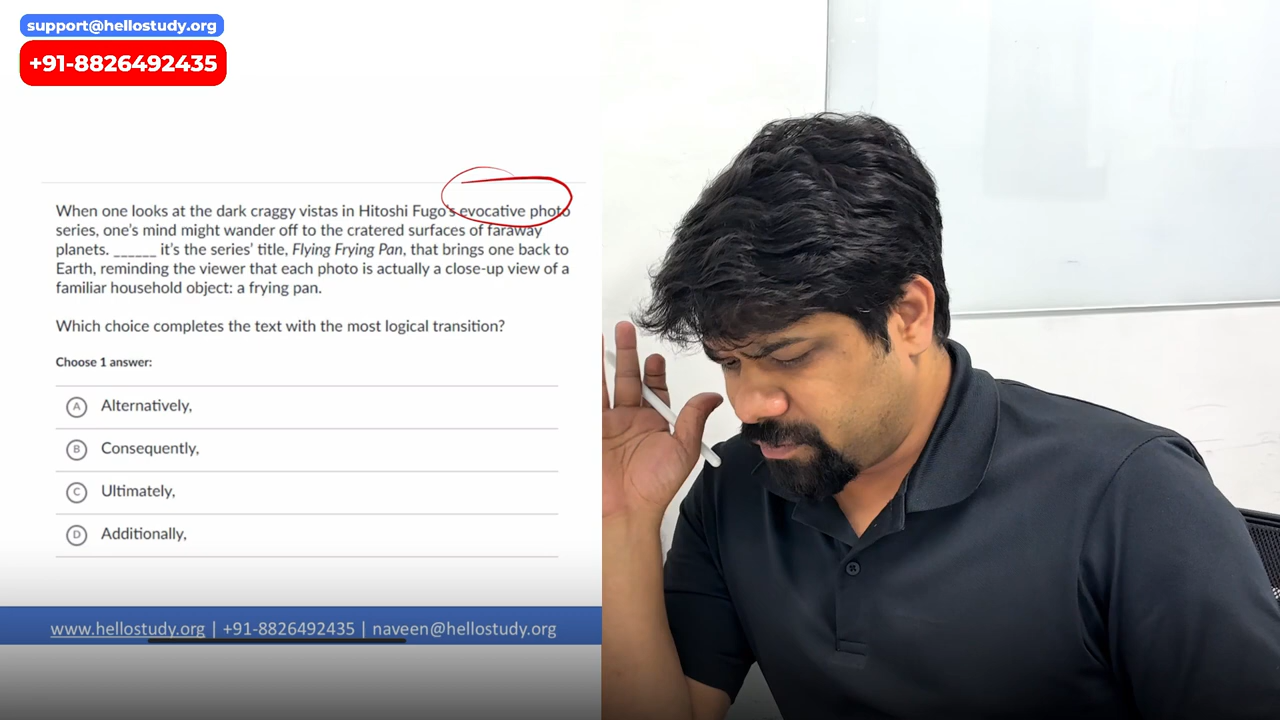 support@hellostudy.org
+91-8826492435
When one looks at the dark craggy vistas in Hitoshi Fugo's evocative photo
series, one's mind might wander off to the cratered surfaces of faraway
planets. ______ it's the series' title, Flying Frying Pan, that brings one back to
Earth, reminding the viewer that each photo is actually a close-up view of a
familiar household object: a frying pan.
Which choice completes the text with the most logical transition?
Choose 1 answer:
A Alternatively,
B Consequently,
C Ultimately,
D Additionally,
www.hellostudy.org | +91-8826492435 | naveen@hellostudy.org